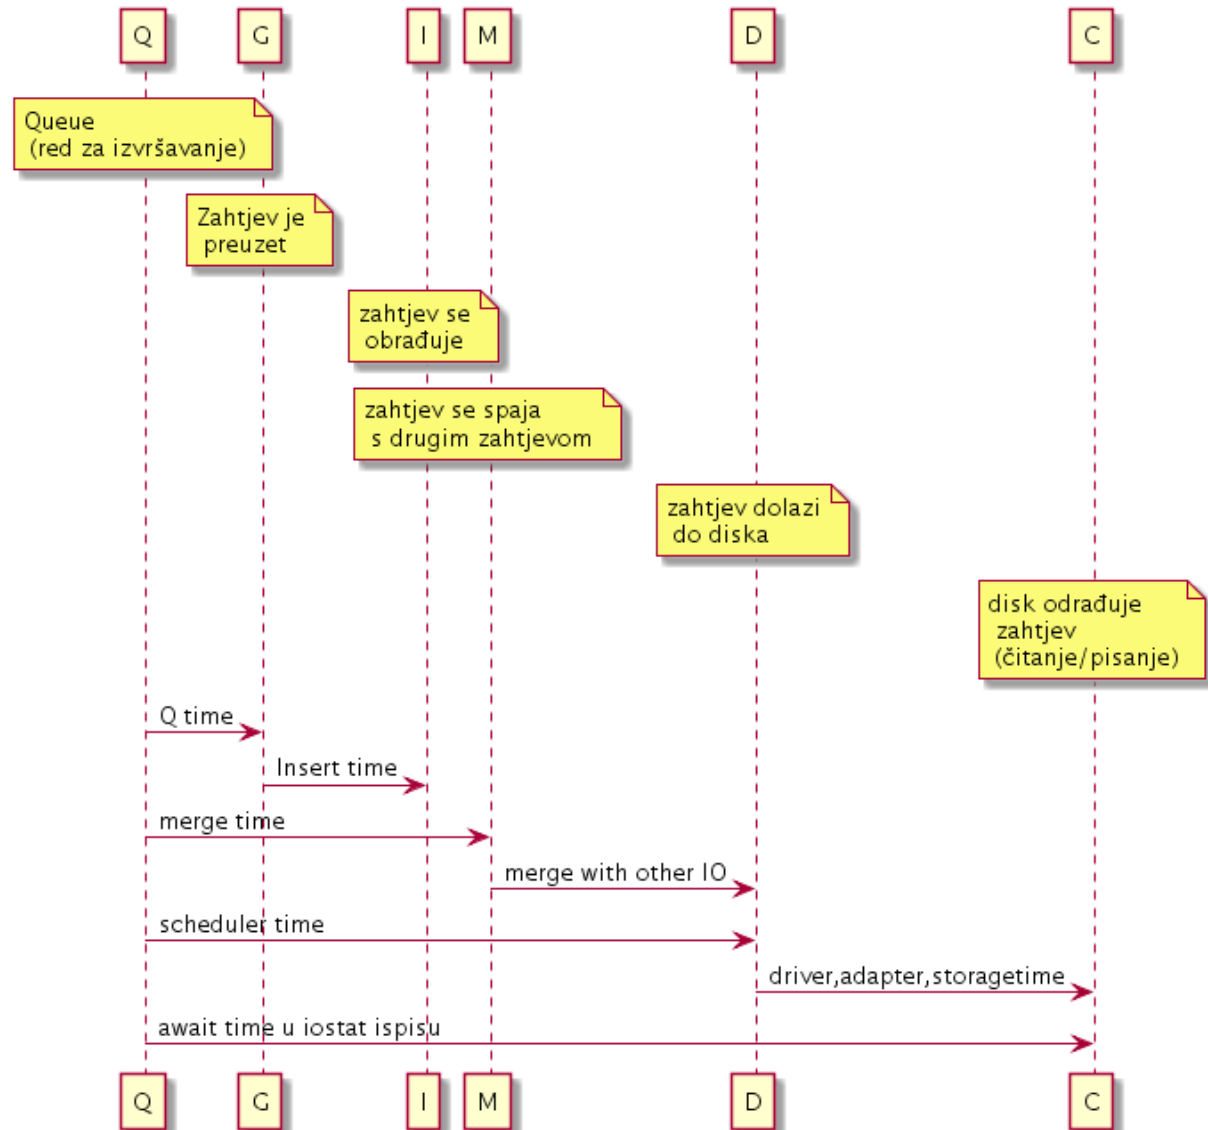 Q G I M D C
Queue
(red za izvršavanje)
Zahtjev je
preuzet
zahtjev se
obrađuje
zahtjev se spaja
s drugim zahtjevom
zahtjev dolazi
do diska
disk odrađuje
zahtjev
(čitanje/pisanje)
Q time
Insert time
merge time
merge with other IO
scheduler time
driver,adapter,storagetime
await time u iostat ispisu
Q G I M D C